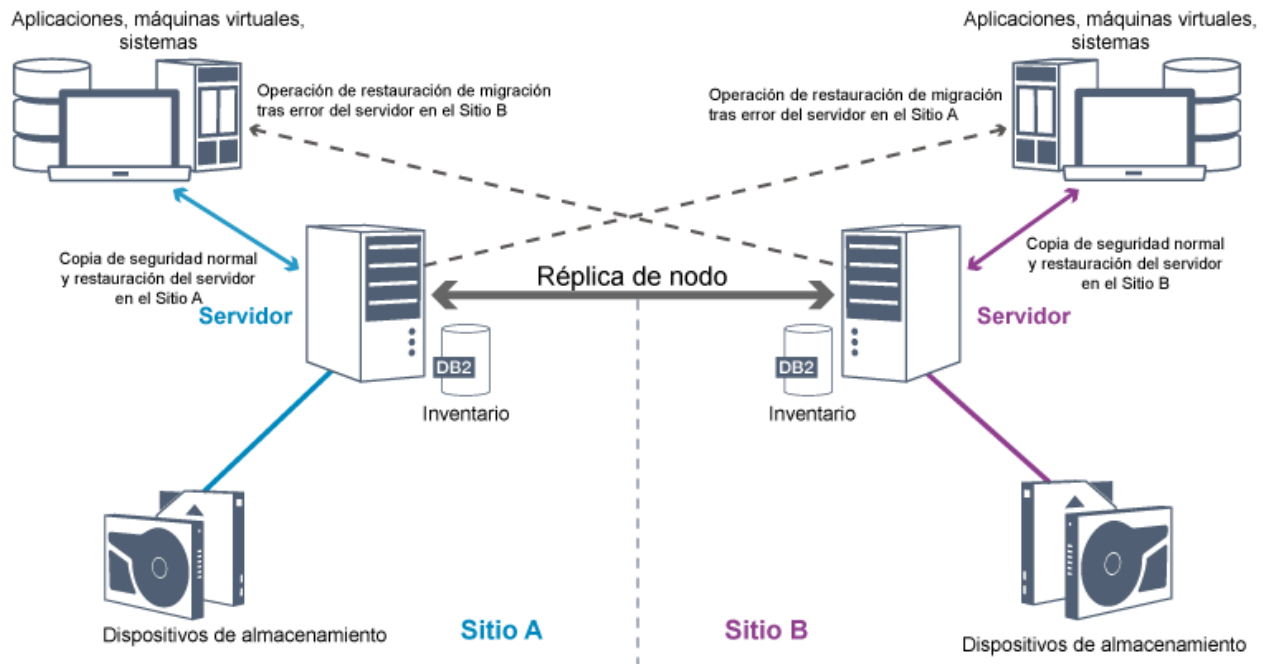 Aplicaciones, máquinas virtuales,
sistemas
Aplicaciones, máquinas virtuales,
sistemas
Operación de restauración de migración
tras error del servidor en el Sitio B
Operación de restauración de migración
tras error del servidor en el Sitio A
Copia de seguridad normal
y restauración del servidor
en el Sitio A
Copia de seguridad normal
y restauración del servidor
en el Sitio B
Réplica de nodo
Servidor
Servidor
DB2
DB2
Inventario
Inventario
Dispositivos de almacenamiento
Sitio A
Sitio B
Dispositivos de almacenamiento